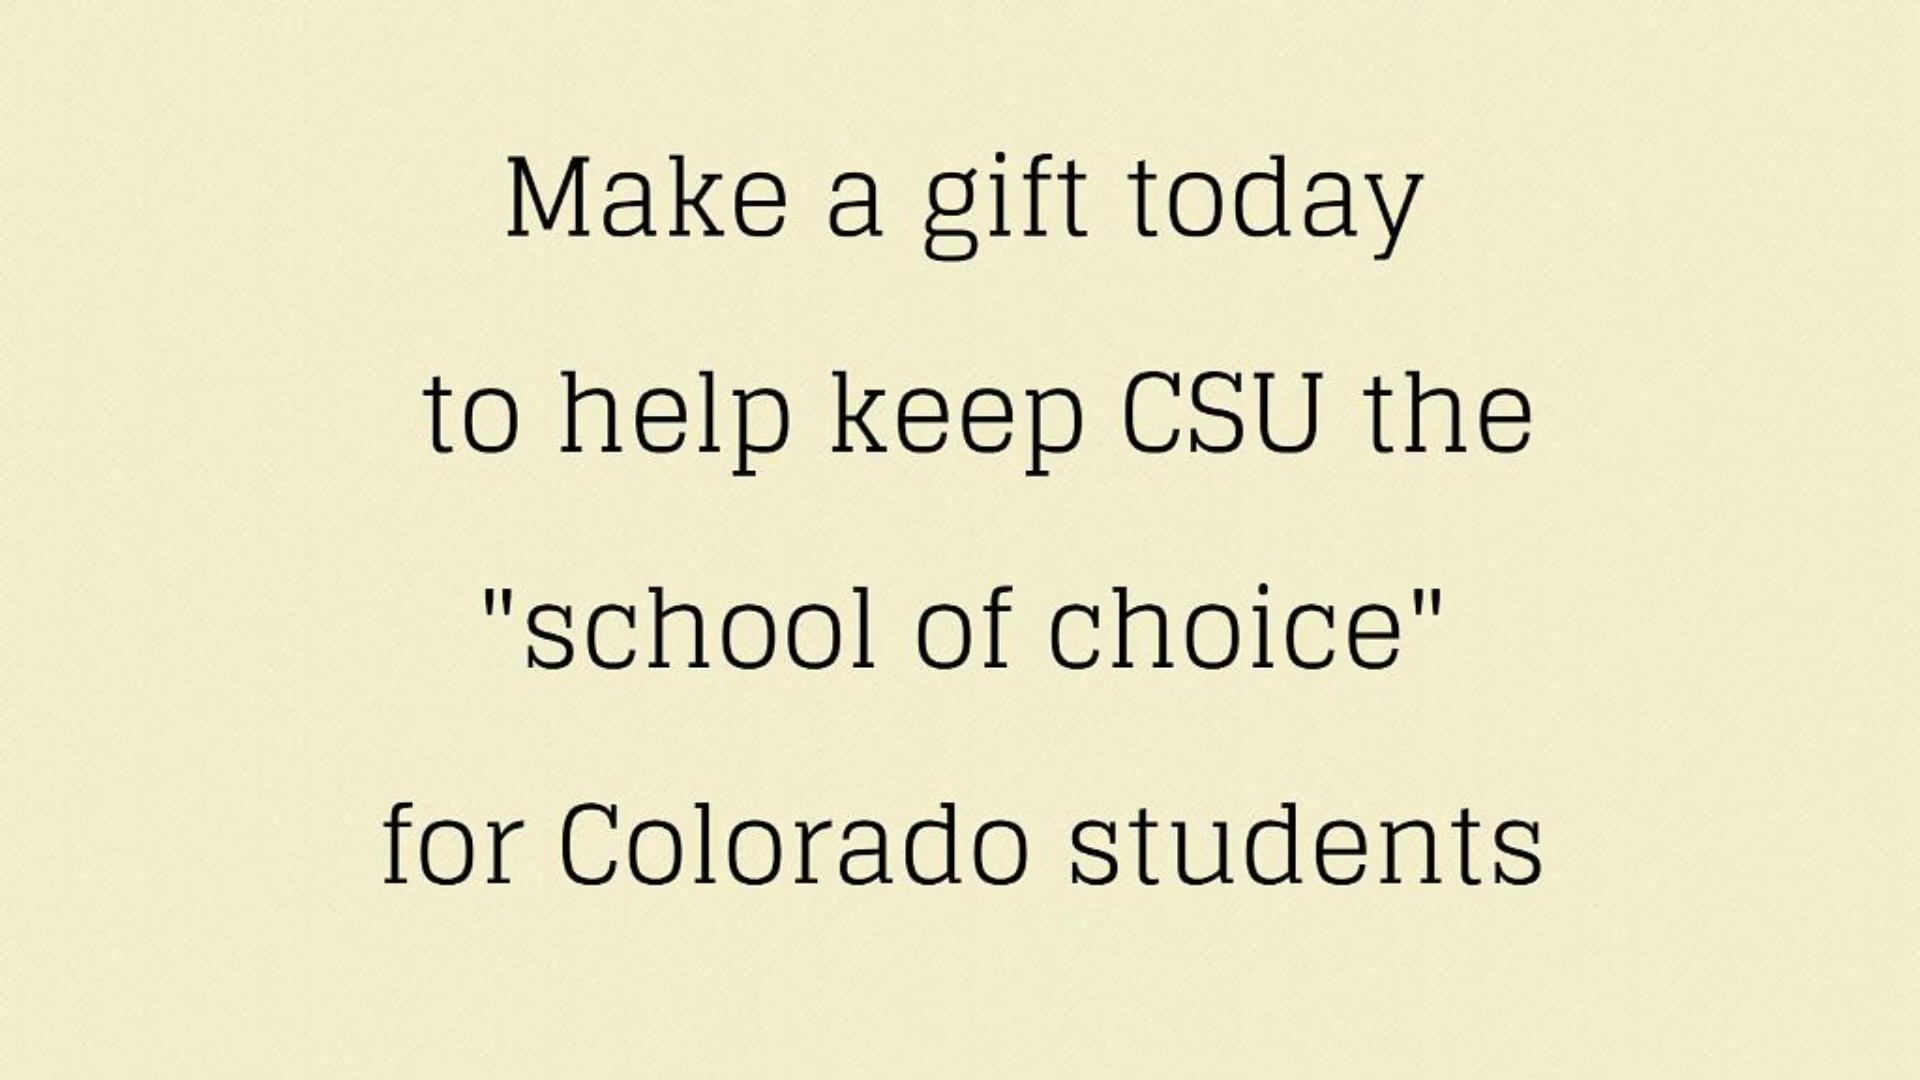 Make a gift today
to help keep CSU the
"school of choice"
for Colorado students